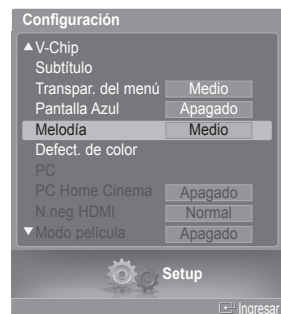 Configuración
▲V-Chip
Subtítulo
Transpar. del menú Medio
Pantalla Azul Apagado
Melodía Medio
Defect. de color
PC
PC Home Cinema Apagado
N.neg HDMI Normal
▼Modo película Apagado
Setup
Ingresar